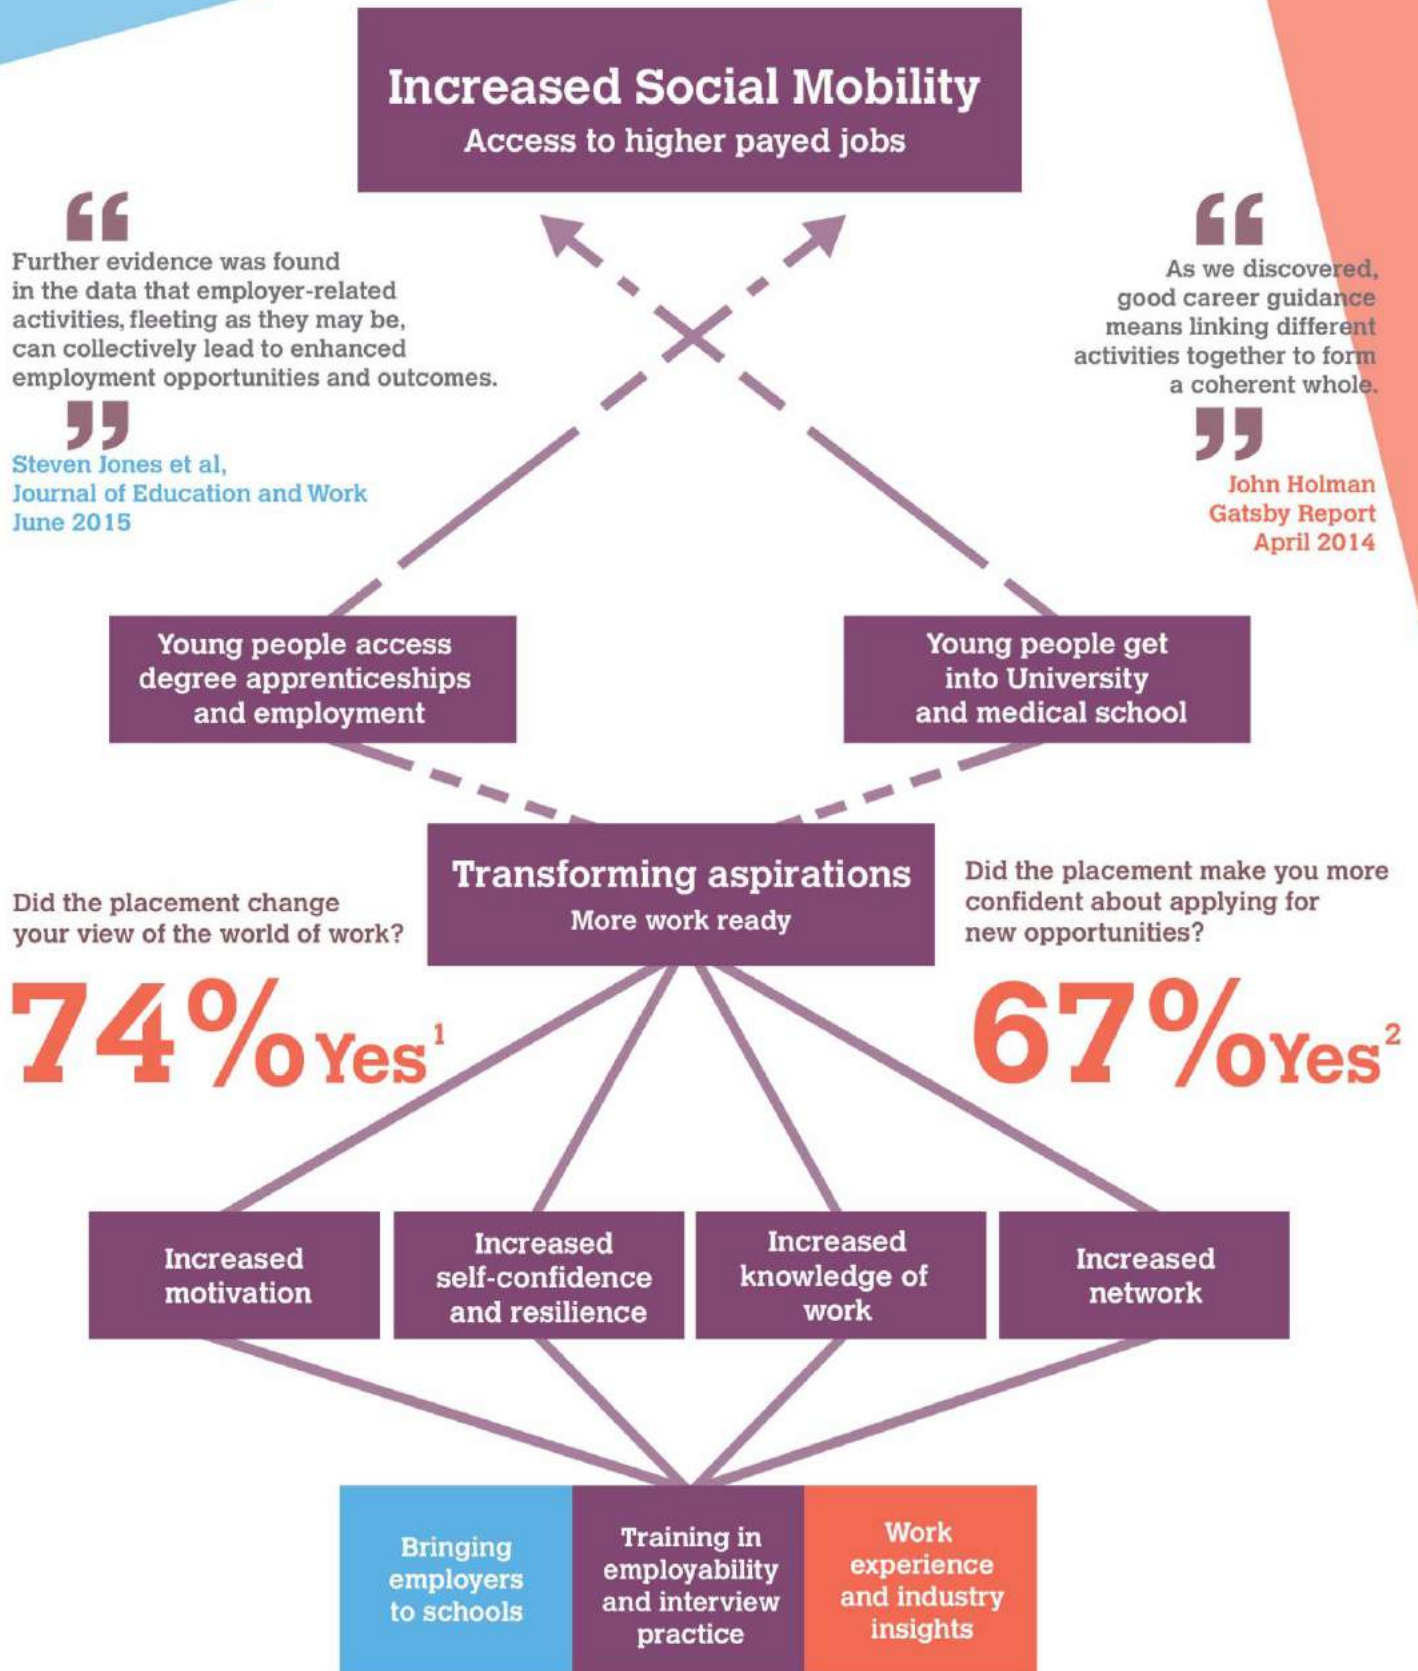 Increased Social Mobility
Access to higher payed jobs
“
Further evidence was found
in the data that employer-related
activities, fleeting as they may be,
can collectively lead to enhanced
employment opportunities and outcomes.
”
Steven Jones et al,
Journal of Education and Work
June 2015
“
As we discovered,
good career guidance
means linking different
activities together to form
a coherent whole.
”
John Holman
Gatsby Report
April 2014
Young people access
degree apprenticeships
and employment
Young people get
into University
and medical school
Transforming aspirations
More work ready
Did the placement change
your view of the world of work?
74% Yes¹
Did the placement make you more
confident about applying for
new opportunities?
67% Yes²
Increased
motivation
Increased
self-confidence
and resilience
Increased
knowledge of
work
Increased
network
Bringing
employers
to schools
Training in
employability
and interview
practice
Work
experience
and industry
insights